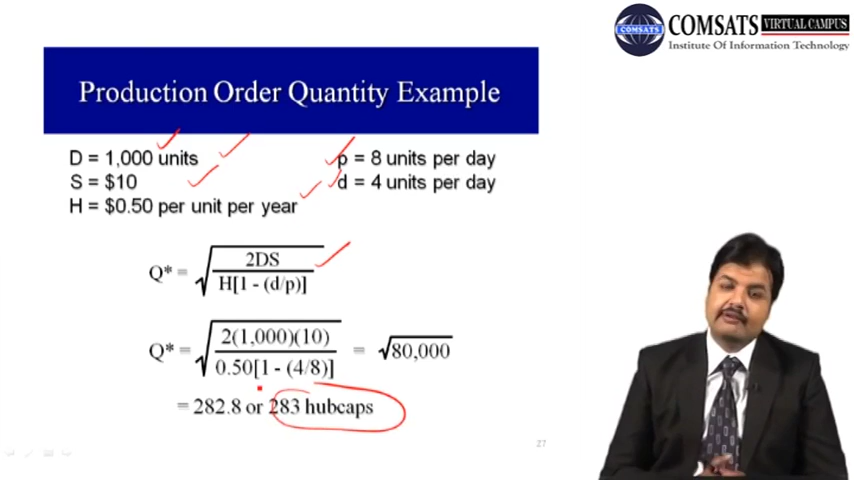 COMSATS VIRTUAL CAMPUS
COMSATS
Institute Of Information Technology
Production Order Quantity Example
D = 1,000 units
p = 8 units per day
S = $10
d = 4 units per day
H = $0.50 per unit per year
Q* = √ 2DS / H[1 - (d/p)]
Q* = √ 2(1,000)(10) / 0.50[1 - (4/8)] = √80,000
= 282.8 or 283 hubcaps
27